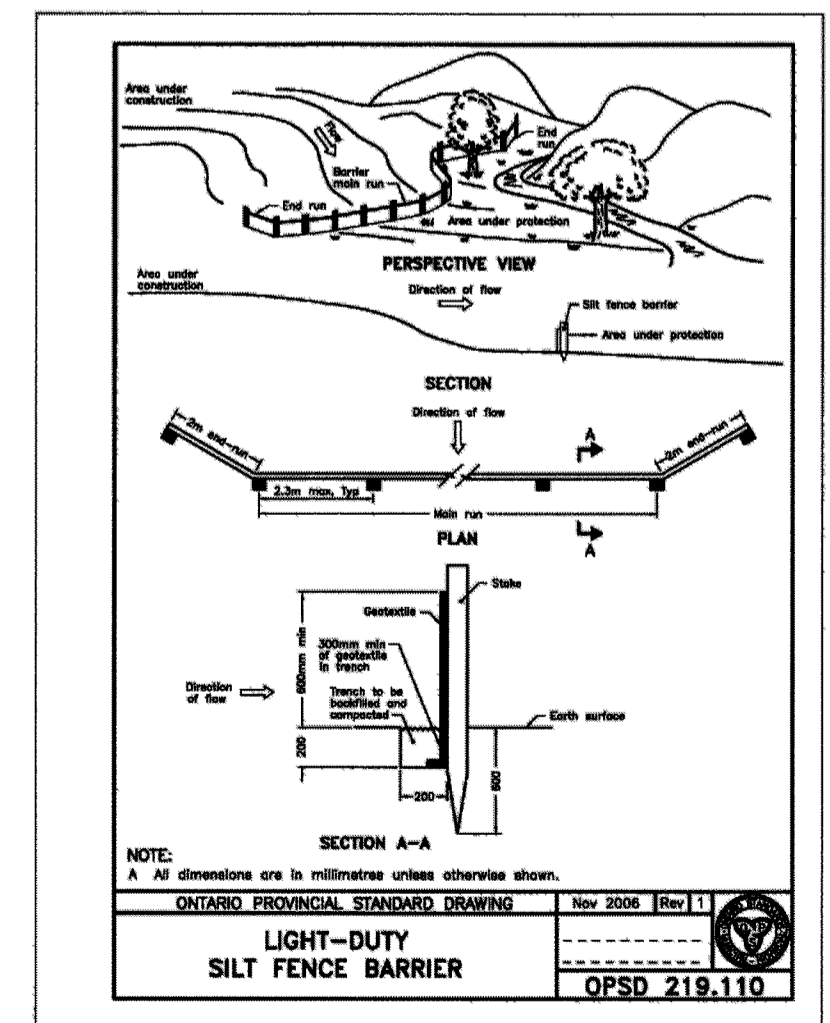 Area under
construction
Flow
End
run
Barrier
main run
End run
Area under protection
PERSPECTIVE VIEW
Area under
construction
Direction of flow
Silt fence barrier
Area under protection
SECTION
Direction of flow
2m end-run
A
2m end-run
2.3m max, Typ
Main run
A
PLAN
Stake
Geotextile
300mm min
of geotextile
in trench
600mm min
Direction
of flow
Trench to be
backfilled and
compacted
Earth surface
200
600
200
SECTION A-A
NOTE:
A All dimensions are in millimetres unless otherwise shown.
ONTARIO PROVINCIAL STANDARD DRAWING
Nov 2006 Rev 1
LIGHT-DUTY
SILT FENCE BARRIER
OPSD 219.110